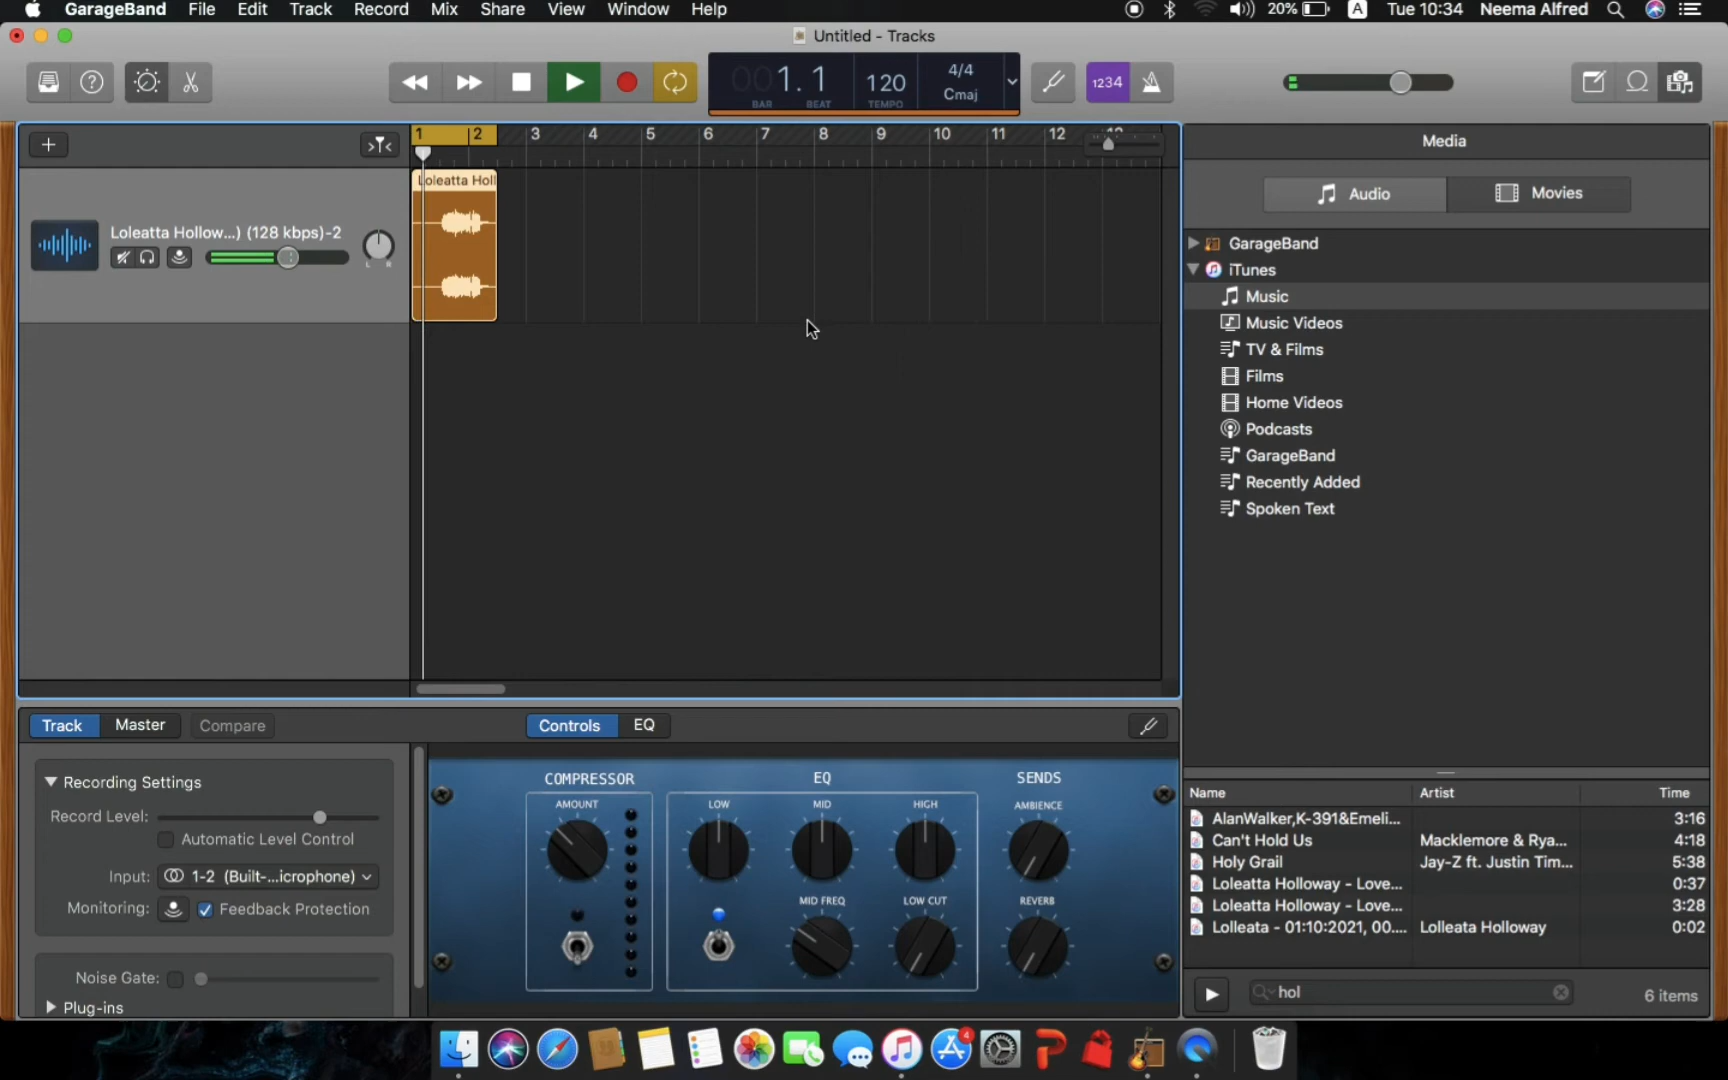 GarageBand File Edit Track Record Mix Share View Window Help 20% A Tue 10:34 Neema Alfred
Untitled - Tracks
001.1 120 4/4 Cmaj
BAR BEAT TEMPO
1234
1 2 3 4 5 6 7 8 9 10 11 12
Loleatta Holl
Loleatta Hollow...) (128 kbps)-2
L R
Media
Audio Movies
GarageBand
iTunes
Music
Music Videos
TV & Films
Films
Home Videos
Podcasts
GarageBand
Recently Added
Spoken Text
Track Master Compare Controls EQ
Recording Settings
Record Level:
Automatic Level Control
Input: 1-2 (Built-...icrophone)
Monitoring: Feedback Protection
Noise Gate:
Plug-ins
COMPRESSOR EQ SENDS
AMOUNT LOW MID HIGH AMBIENCE
MID FREQ LOW CUT REVERB
Name Artist Time
AlanWalker,K-391&Emeli... 3:16
Can't Hold Us Macklemore & Rya... 4:18
Holy Grail Jay-Z ft. Justin Tim... 5:38
Loleatta Holloway - Love... 0:37
Loleatta Holloway - Love... 3:28
Lolleata - 01:10:2021, 00.... Lolleata Holloway 0:02
hol 6 items
4